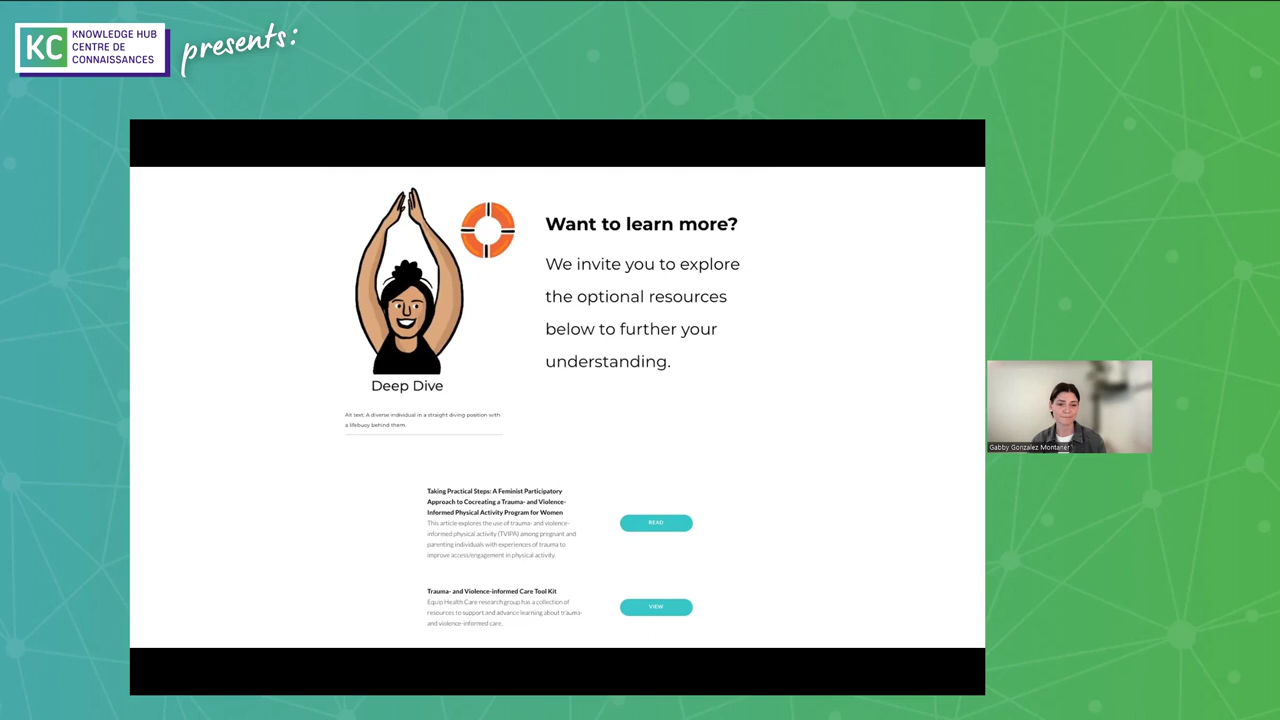 KC
KNOWLEDGE HUB
CENTRE DE
CONNAISSANCES
presents:
Want to learn more?
We invite you to explore
the optional resources
below to further your
understanding.
Deep Dive
Alt text: A diverse individual in a straight diving position with
a lifebuoy behind them.
Taking Practical Steps: A Feminist Participatory
Approach to Cocreating a Trauma- and Violence-
Informed Physical Activity Program for Women
This article explores the use of trauma- and violence-
informed physical activity (TVIPA) among pregnant and
parenting individuals with experiences of trauma to
improve access/engagement in physical activity.
READ
Trauma- and Violence-informed Care Tool Kit
Equip Health Care research group has a collection of
resources to support and advance learning about trauma-
and violence-informed care.
VIEW
Gabby Gonzalez Montaner